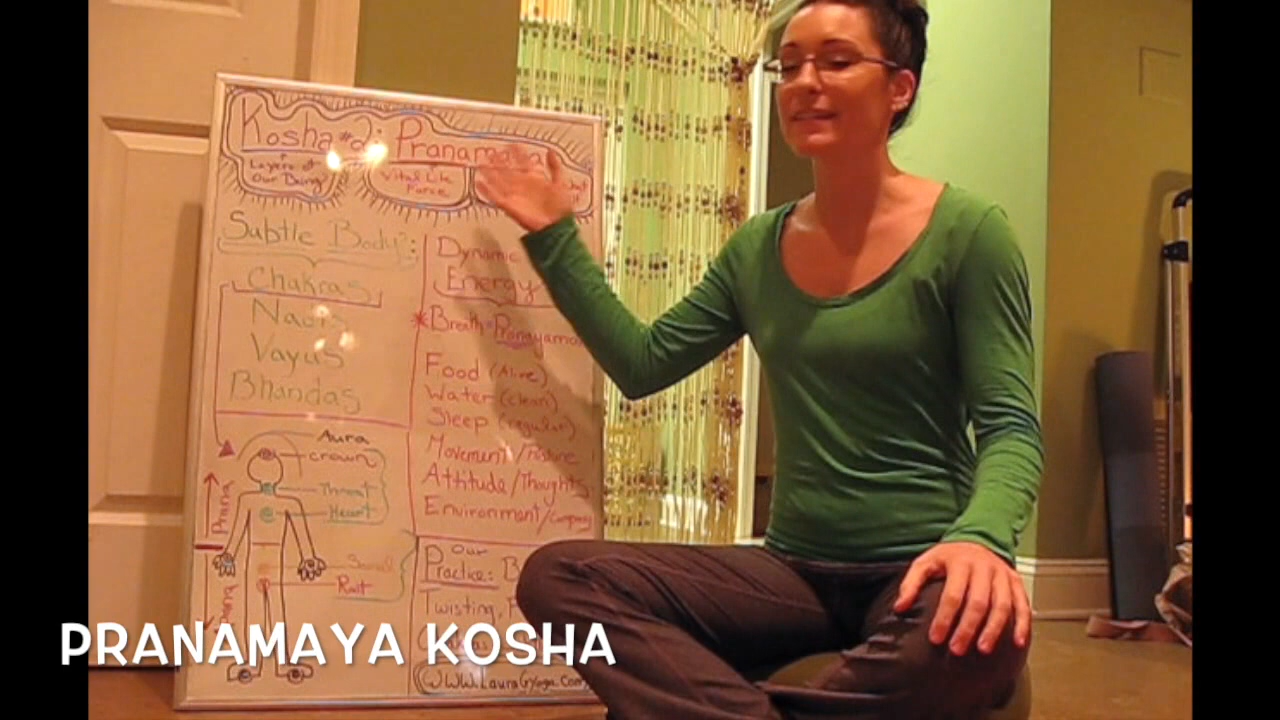 Kosha #2: Pranamaya
Layers of
Our Being
Vital Life
Force
Subtle Body?:
Chakras
Nadis
Vayus
Bhandas
Dynamic
Energy
*Breath=Pranayama
Food (Alive)
Water (clean)
Sleep (regular)
Movement/Posture
Attitude/Thoughts
Environment/Company
Aura
crown
Throat
Heart
Root
Prana
Our
Practice: B
Twisting,
WWW.LauraGYoga.Com
PRANAMAYA KOSHA